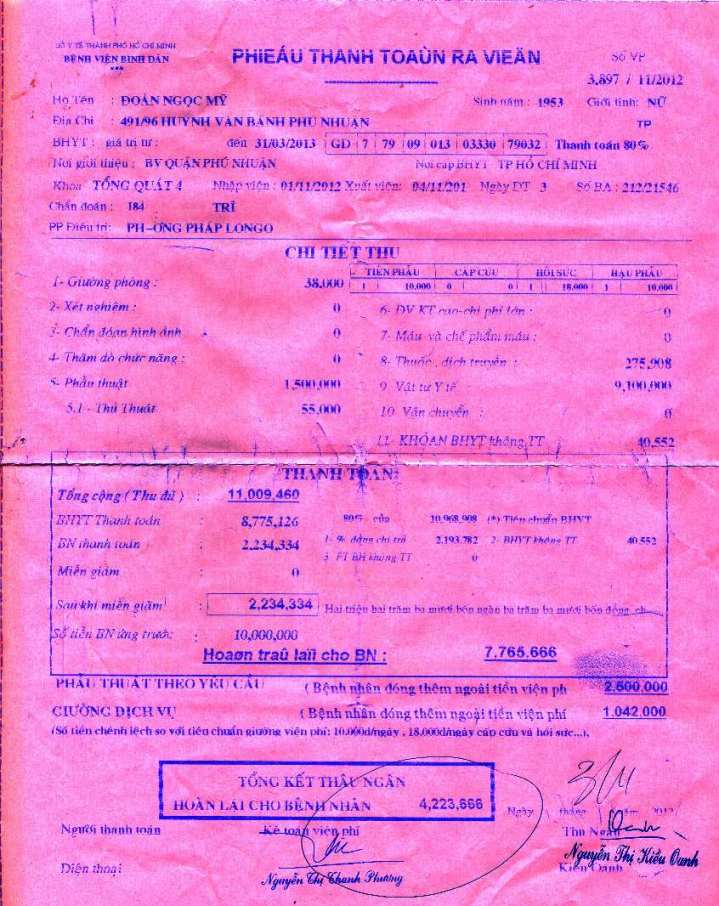 SỞ Y TẾ THÀNH PHỐ HỒ CHÍ MINH
BỆNH VIỆN BÌNH DÂN
***
PHIEÁU THANH TOAÙN RA VIEÄN
Số VP
3,897 / 11/2012
Họ Tên : ĐOÀN NGỌC MỸ Sinh năm : 1953 Giới tính: NỮ
Địa Chỉ : 491/96 HUỲNH VĂN BÁNH PHÚ NHUẬN TP
BHYT : giá trị từ : đến 31/03/2013 GD 7 79 09 013 03330 79032 Thanh toán 80%
Nơi giới thiệu : BV QUẬN PHÚ NHUẬN Nơi cấp BHYT TP HỒ CHÍ MINH
Khoa TỔNG QUÁT 4 Nhập viện : 01/11/2012 Xuất viện: 04/11/201 Ngày ĐT 3 Số BA : 212/21546
Chẩn đoán : 184 TRĨ
PP Điều trị: PH-ƠNG PHÁP LONGO
CHI TIẾT THU
1- Giường phòng : 38,000
TIỀN PHẪU CẤP CỨU HỒI SỨC HẬU PHẪU
1 10,000 0 0 1 18,000 1 10,000
2- Xét nghiệm : 0
3- Chẩn đóan hình ảnh 0
4- Thăm dò chức năng : 0
5- Phẫu thuật 1,500,000
5.1 - Thủ Thuật 55,000
6- DV KT cao-chi phí lớn : 0
7- Máu và chế phẩm máu : 0
8- Thuốc , dịch truyền : 275,908
9 Vật tư Y tế 9,100,000
10 Vận chuyển : 0
11- KHÓAN BHYT không TT 40,552
THANH TOÁN:
Tổng cộng ( Thu đủ ) : 11,009,460
BHYT Thanh toán : 8,775,126 80% của 10,968,908 (*) Tiêu chuẩn BHYT
BN thanh toán : 2,234,334 1- % đồng chi trả 2,193,782 2- BHYT không TT 40,552
3 PT BH không TT 0
Miễn giảm : 0
Sau khi miễn giảm : 2,234,334 Hai triệu hai trăm ba mươi bốn ngàn ba trăm ba mươi bốn đồng
Số tiền BN ứng trước: : 10,000,000
Hoaøn traû laïi cho BN : 7,765,666
PHẪU THUẬT THEO YÊU CẦU ( Bệnh nhân đóng thêm ngoài tiền viện ph 2,500,000
GIƯỜNG DỊCH VỤ ( Bệnh nhân đóng thêm ngoài tiền viện phí 1,042,000
(Số tiền chênh lệch so với tiêu chuẩn giường viện phí: 10.000đ/ngày , 18.000đ/ngày cấp cứu và hồi sức...),
TỔNG KẾT THÂU NGÂN
HOÀN LẠI CHO BỆNH NHÂN 4,223,666
Ngày tháng năm 2012
Người thanh toán Kế toán viện phí Thu Ngân
Nguyễn Thị Kiều Oanh
Điện thoại Kiều Oanh
Nguyễn Thị Thanh Phương